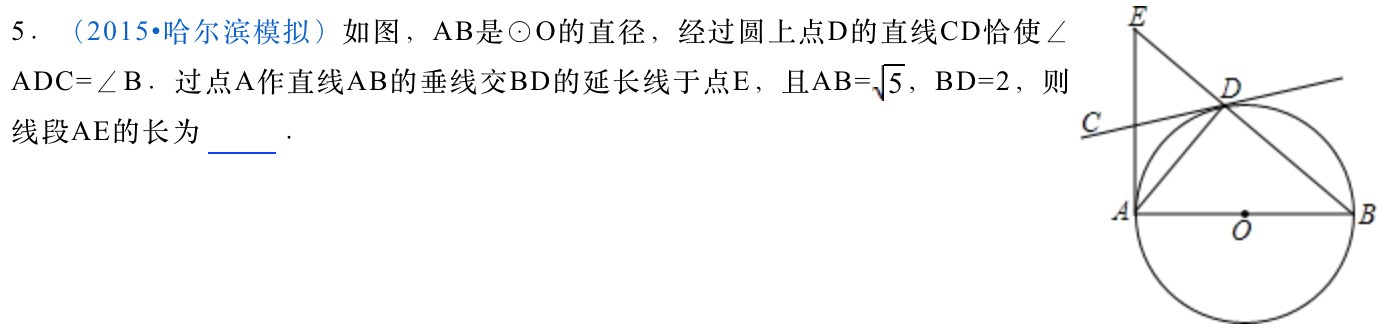 5. （2015•哈尔滨模拟）如图，AB是⊙O的直径，经过圆上点D的直线CD恰使∠
ADC=∠B．过点A作直线AB的垂线交BD的延长线于点E，且AB=√5，BD=2，则
线段AE的长为 ____ ．
E
D
C
A
B
O